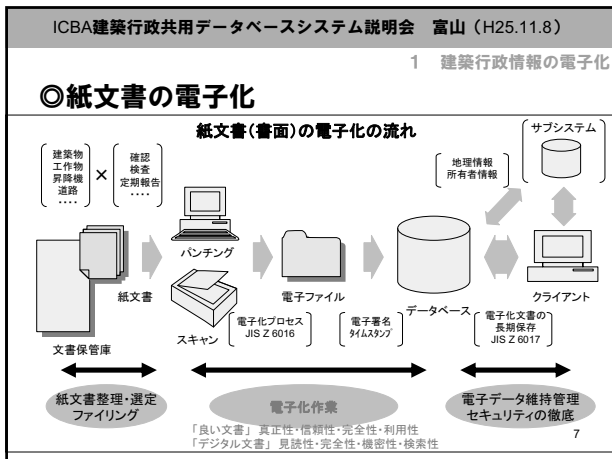 ICBA建築行政共用データベースシステム説明会　富山（H25.11.8）
1　建築行政情報の電子化
◎紙文書の電子化
紙文書（書面）の電子化の流れ
サブシステム
建築物
工作物
昇降機
道路
‥‥
×
確認
検査
定期報告
‥‥
地理情報
所有者情報
パンチング
紙文書
電子ファイル
データベース
クライアント
文書保管庫
スキャン
電子化プロセス
JIS Z 6016
電子署名
タイムスタンプ
電子化文書の
長期保存
JIS Z 6017
紙文書整理・選定
ファイリング
電子化作業
電子データ維持管理
セキュリティの徹底
「良い文書」 真正性・信頼性・完全性・利用性
「デジタル文書」 見読性・完全性・機密性・検索性
7